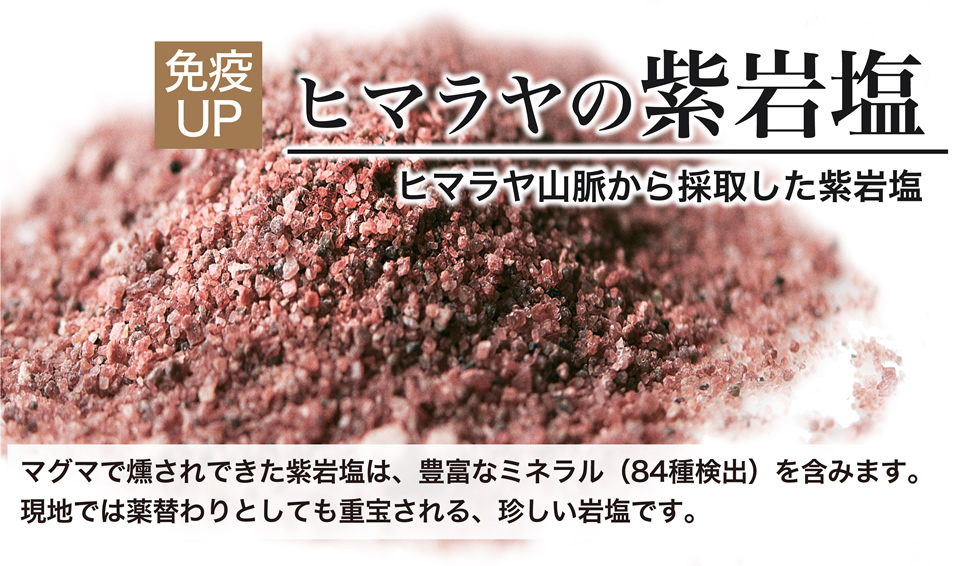 免疫
UP
ヒマラヤの紫岩塩
ヒマラヤ山脈から採取した紫岩塩
マグマで燻されできた紫岩塩は、豊富なミネラル（84種検出）を含みます。
現地では薬替わりとしても重宝される、珍しい岩塩です。